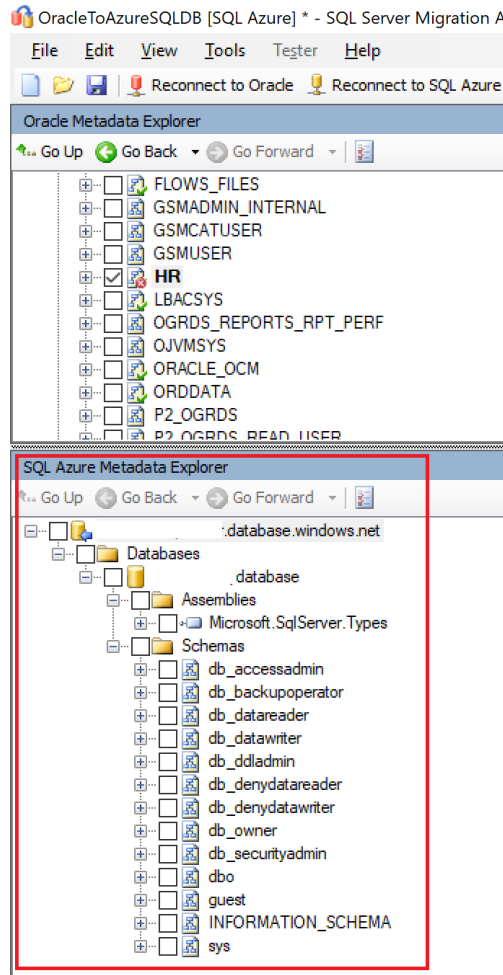 OracleToAzureSQLDB [SQL Azure] * - SQL Server Migration A
File Edit View Tools Tester Help
Reconnect to Oracle Reconnect to SQL Azure
Oracle Metadata Explorer
Go Up Go Back Go Forward
FLOWS_FILES
GSMADMIN_INTERNAL
GSMCATUSER
GSMUSER
HR
LBACSYS
OGRDS_REPORTS_RPT_PERF
OJVMSYS
ORACLE_OCM
ORDDATA
P2_OGRDS
P2_OGRDS_READ_USER
SQL Azure Metadata Explorer
Go Up Go Back Go Forward
.database.windows.net
Databases
database
Assemblies
Microsoft.SqlServer.Types
Schemas
db_accessadmin
db_backupoperator
db_datareader
db_datawriter
db_ddladmin
db_denydatareader
db_denydatawriter
db_owner
db_securityadmin
dbo
guest
INFORMATION_SCHEMA
sys